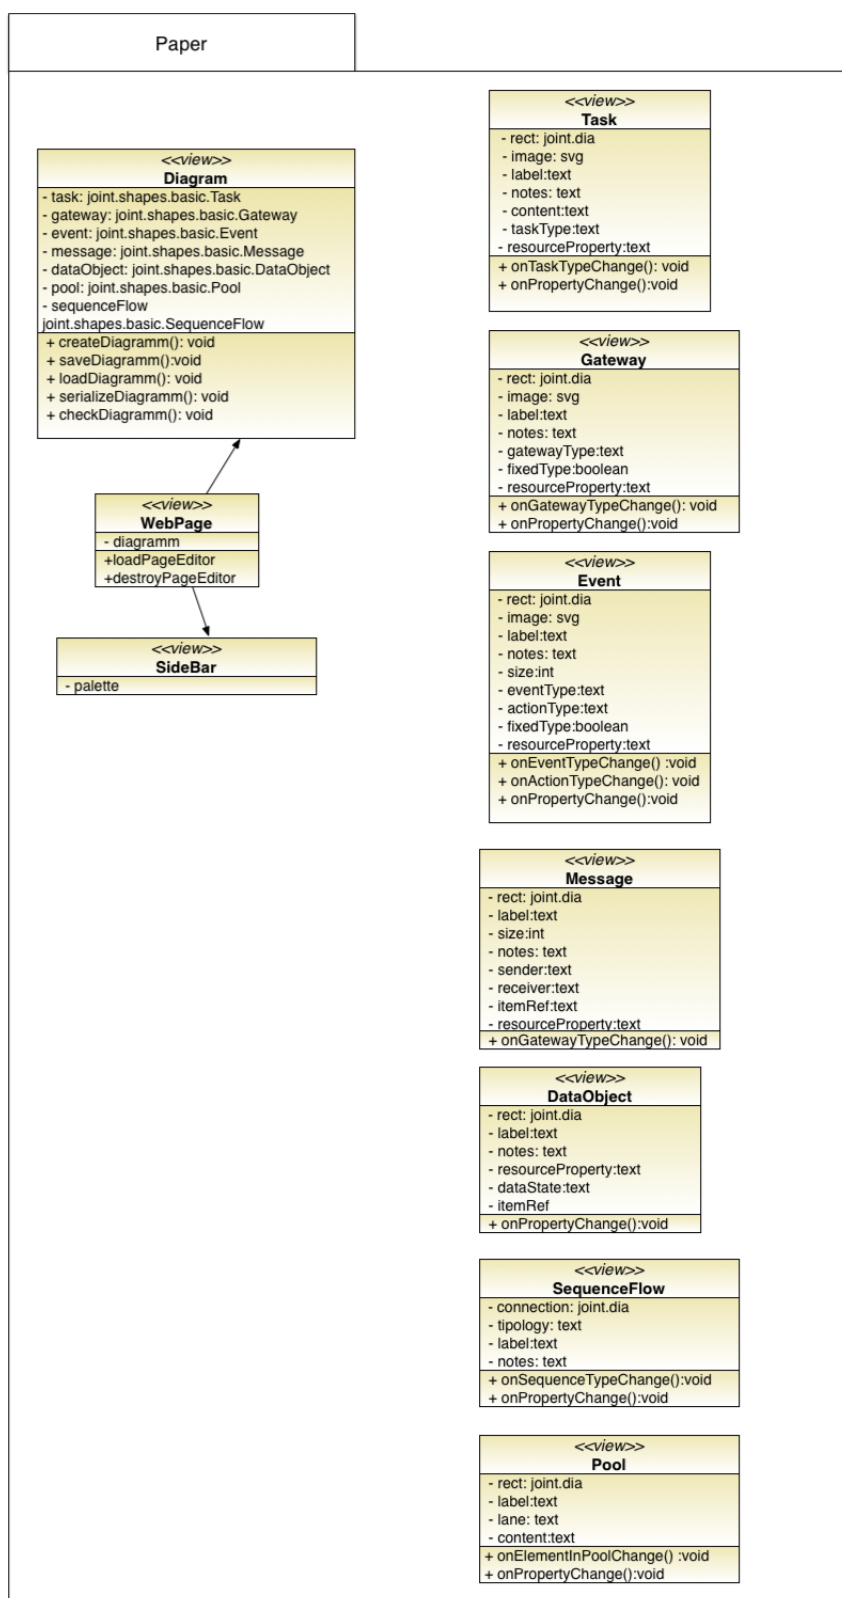 Paper
<<view>>
Diagram
- task: joint.shapes.basic.Task
- gateway: joint.shapes.basic.Gateway
- event: joint.shapes.basic.Event
- message: joint.shapes.basic.Message
- dataObject: joint.shapes.basic.DataObject
- pool: joint.shapes.basic.Pool
- sequenceFlow
joint.shapes.basic.SequenceFlow
+ createDiagramm(): void
+ saveDiagramm():void
+ loadDiagramm(): void
+ serializeDiagramm(): void
+ checkDiagramm(): void
<<view>>
WebPage
- diagramm
+loadPageEditor
+destroyPageEditor
<<view>>
SideBar
- palette
<<view>>
Task
- rect: joint.dia
- image: svg
- label:text
- notes: text
- content:text
- taskType:text
- resourceProperty:text
+ onTaskTypeChange(): void
+ onPropertyChange():void
<<view>>
Gateway
- rect: joint.dia
- image: svg
- label:text
- notes: text
- gatewayType:text
- fixedType:boolean
- resourceProperty:text
+ onGatewayTypeChange(): void
+ onPropertyChange():void
<<view>>
Event
- rect: joint.dia
- image: svg
- label:text
- notes: text
- size:int
- eventType:text
- actionType:text
- fixedType:boolean
- resourceProperty:text
+ onEventTypeChange() :void
+ onActionTypeChange(): void
+ onPropertyChange():void
<<view>>
Message
- rect: joint.dia
- label:text
- size:int
- notes: text
- sender:text
- receiver:text
- itemRef:text
- resourceProperty:text
+ onGatewayTypeChange(): void
<<view>>
DataObject
- rect: joint.dia
- label:text
- notes: text
- resourceProperty:text
- dataState:text
- itemRef
+ onPropertyChange():void
<<view>>
SequenceFlow
- connection: joint.dia
- tipology: text
- label:text
- notes: text
+ onSequenceTypeChange():void
+ onPropertyChange():void
<<view>>
Pool
- rect: joint.dia
- label:text
- lane: text
- content:text
+ onElementInPoolChange() :void
+ onPropertyChange():void